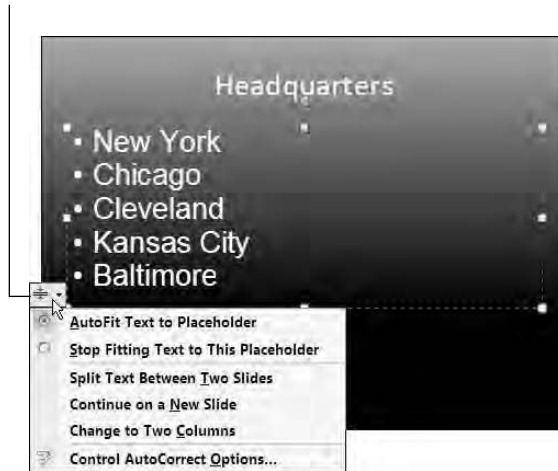 Headquarters
• New York
• Chicago
• Cleveland
• Kansas City
• Baltimore
AutoFit Text to Placeholder
Stop Fitting Text to This Placeholder
Split Text Between Two Slides
Continue on a New Slide
Change to Two Columns
Control AutoCorrect Options...